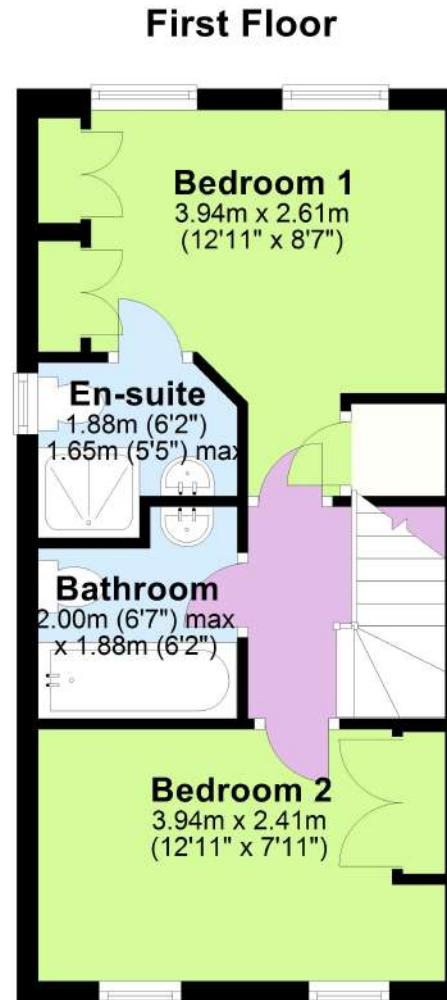 First Floor
Bedroom 1
3.94m x 2.61m
(12'11" x 8'7")
En-suite
1.88m (6'2")
1.65m (5'5") max
Bathroom
2.00m (6'7") max
x 1.88m (6'2")
Bedroom 2
3.94m x 2.41m
(12'11" x 7'11")